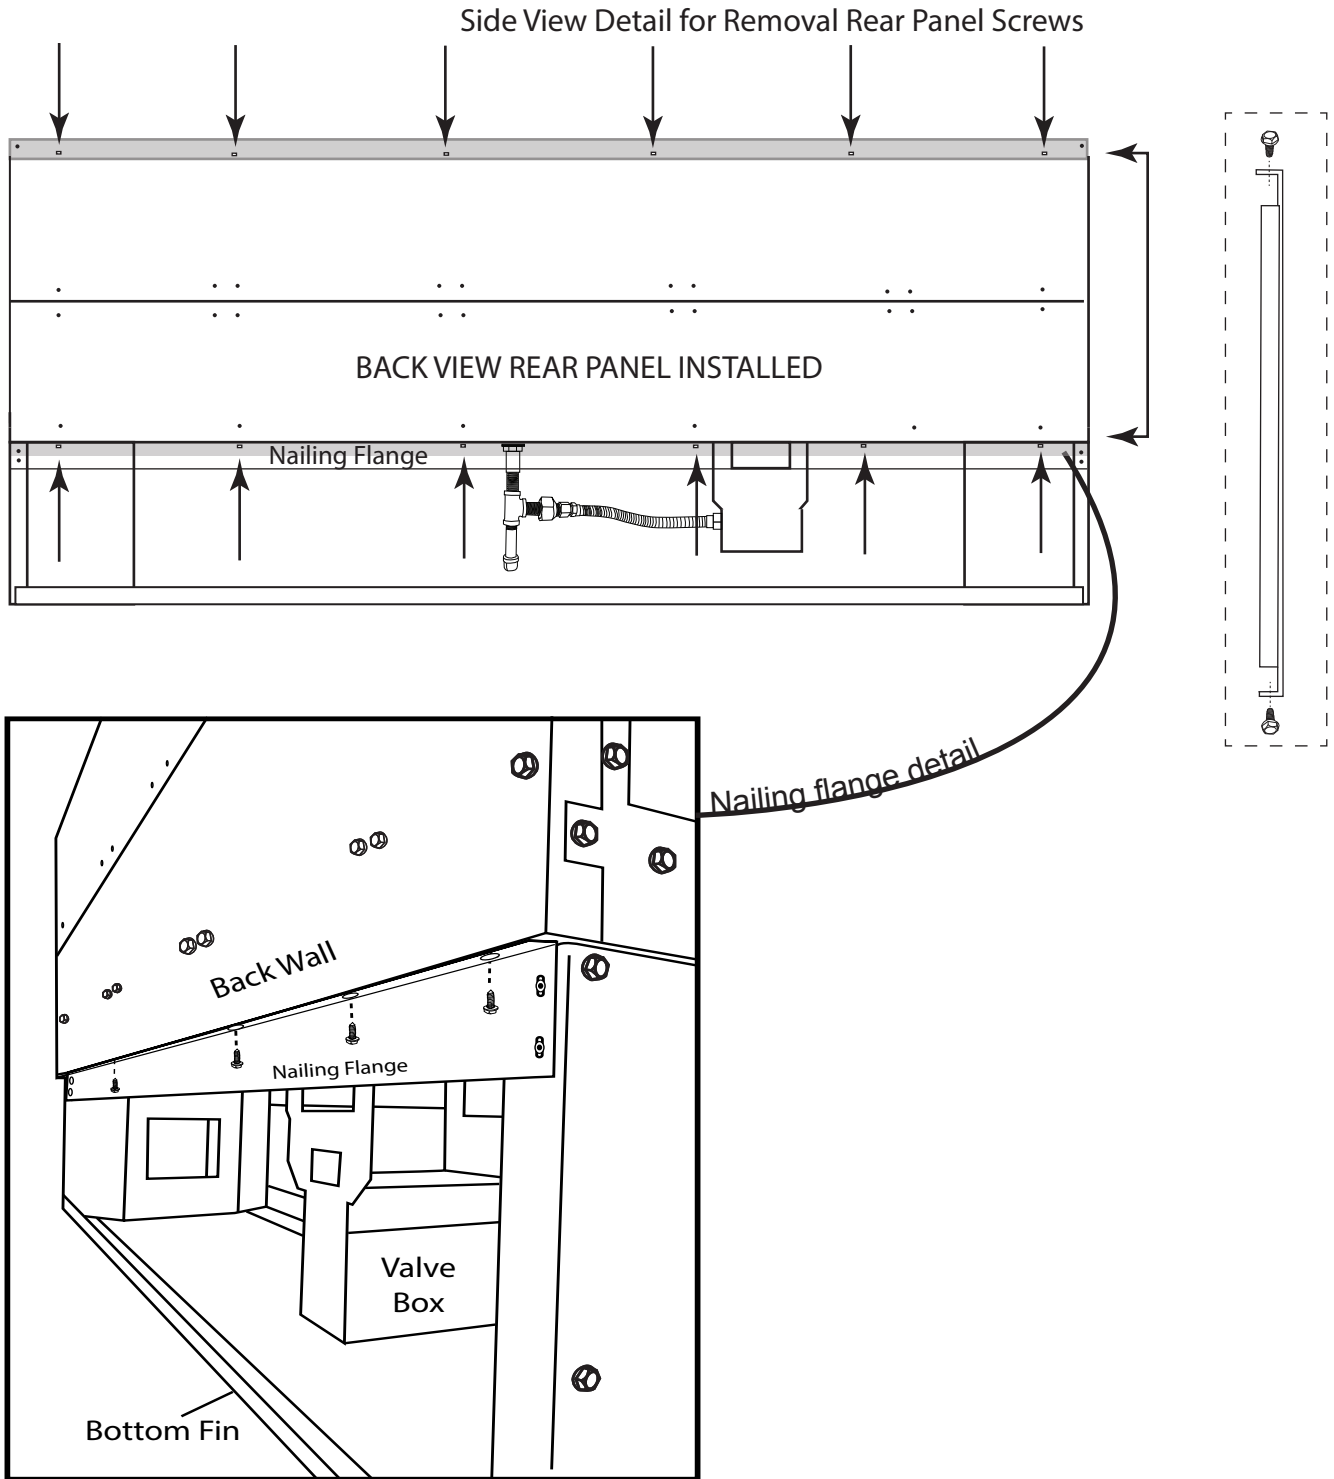 Side View Detail for Removal Rear Panel Screws
BACK VIEW REAR PANEL INSTALLED
Nailing Flange
Nailing flange detail
Back Wall
Nailing Flange
Valve
Box
Bottom Fin